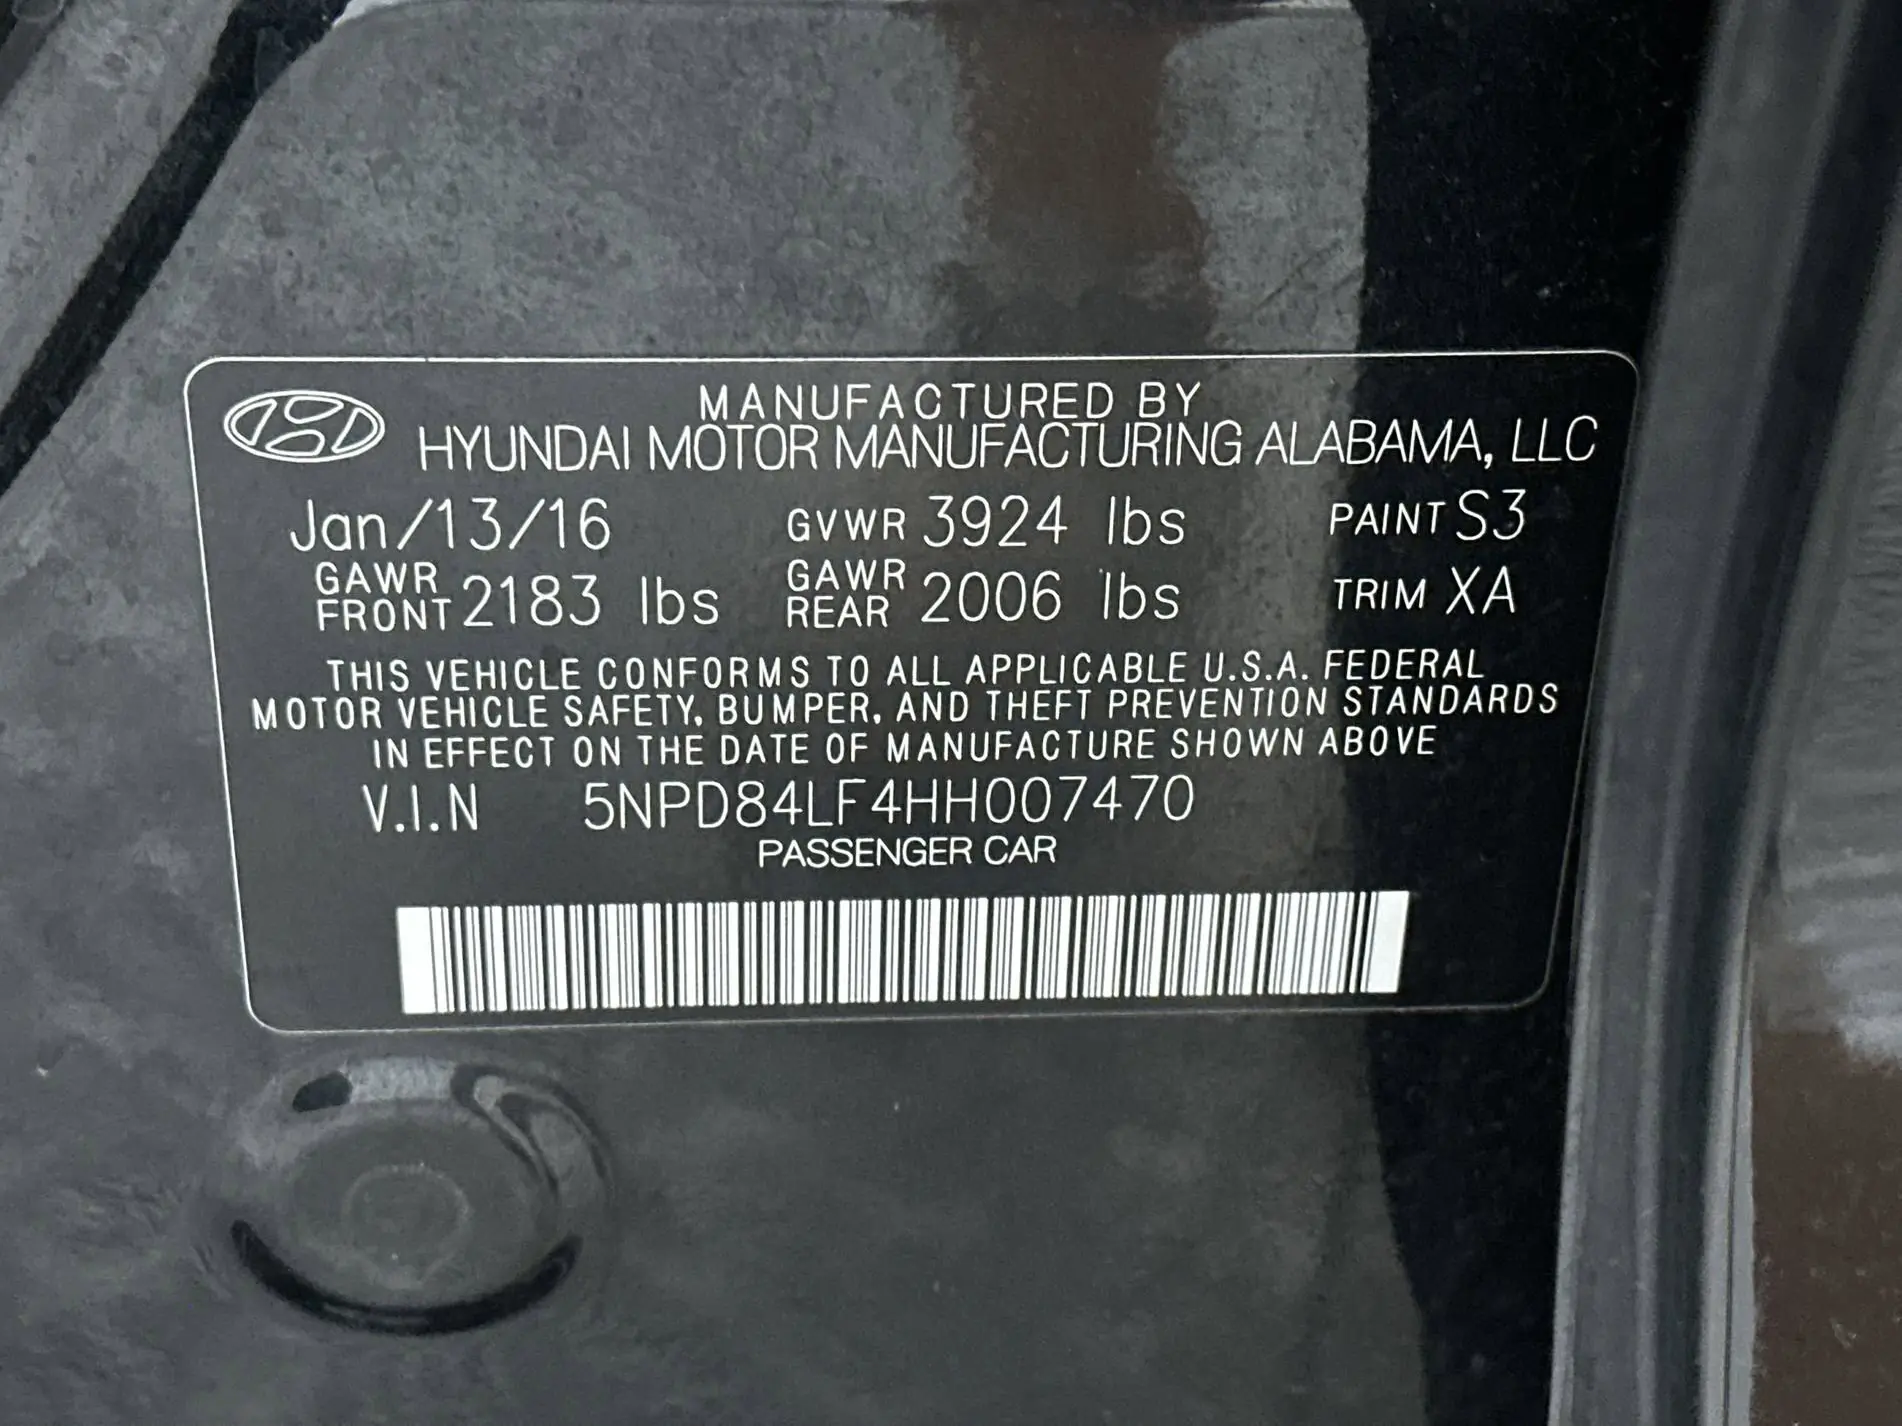 MANUFACTURED BY
HYUNDAI MOTOR MANUFACTURING ALABAMA, LLC
Jan/13/16 GVWR 3924 lbs PAINT S3
GAWR FRONT 2183 lbs GAWR REAR 2006 lbs TRIM XA
THIS VEHICLE CONFORMS TO ALL APPLICABLE U.S.A. FEDERAL
MOTOR VEHICLE SAFETY, BUMPER, AND THEFT PREVENTION STANDARDS
IN EFFECT ON THE DATE OF MANUFACTURE SHOWN ABOVE
V.I.N 5NPD84LF4HH007470
PASSENGER CAR